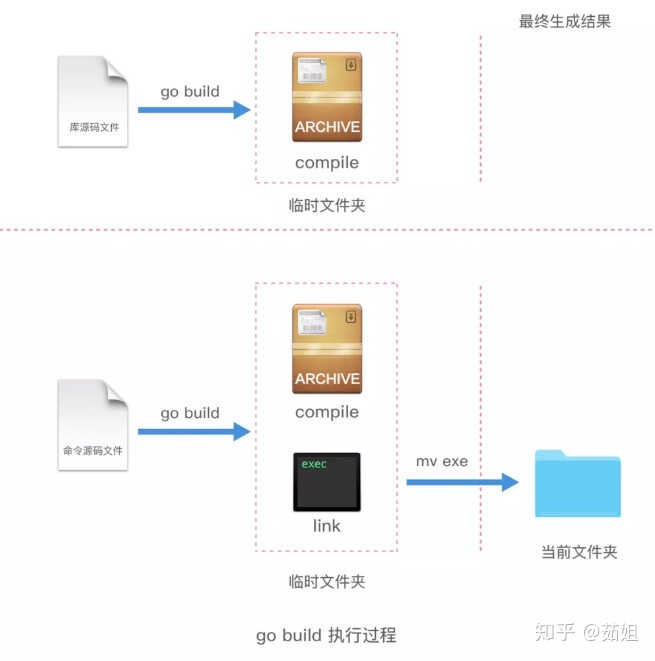 最终生成结果
库源码文件
go build
ARCHIVE
compile
临时文件夹
命令源码文件
go build
ARCHIVE
compile
exec
link
mv exe
当前文件夹
临时文件夹
go build 执行过程
知乎 @茹姐